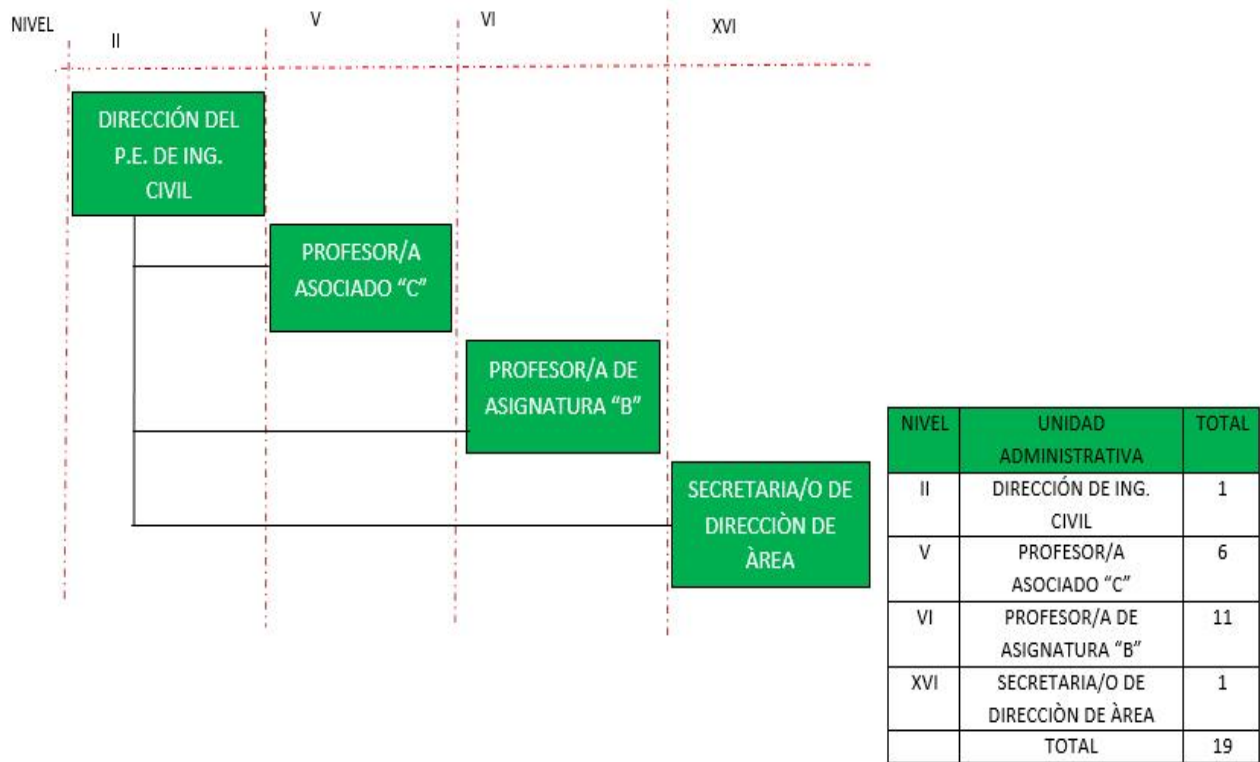 NIVEL
II
V
VI
XVI
DIRECCIÓN DEL
P.E. DE ING.
CIVIL
PROFESOR/A
ASOCIADO “C”
PROFESOR/A DE
ASIGNATURA “B”
SECRETARIA/O DE
DIRECCIÒN DE
ÀREA
NIVEL UNIDAD TOTAL
ADMINISTRATIVA
II DIRECCIÓN DE ING. 1
CIVIL
V PROFESOR/A 6
ASOCIADO “C”
VI PROFESOR/A DE 11
ASIGNATURA “B”
XVI SECRETARIA/O DE 1
DIRECCIÒN DE ÀREA
TOTAL 19